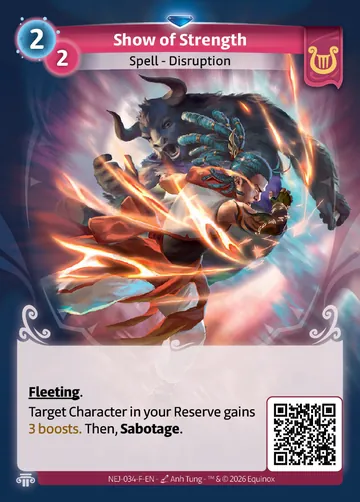 2
2
Show of Strength
Spell - Disruption
Fleeting.
Target Character in your Reserve gains
3 boosts. Then, Sabotage.
NEJ-034-F-EN - Anh Tung - ™ & © 2026 Equinox